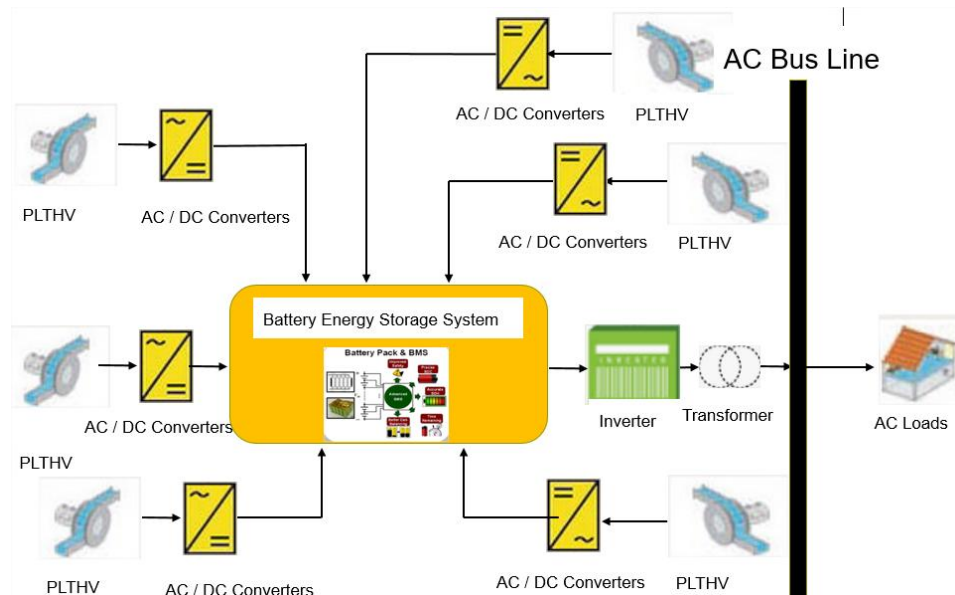 AC Bus Line
AC / DC Converters
PLTHV
PLTHV
AC / DC Converters
AC / DC Converters
PLTHV
Battery Energy Storage System
Battery Pack & BMS
INVERTER
Inverter
Transformer
AC Loads
AC / DC Converters
PLTHV
PLTHV
AC / DC Converters
AC / DC Converters
PLTHV